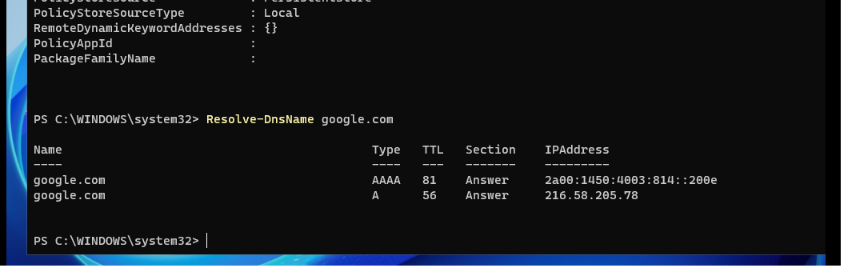 PolicyStoreSource : PersistentStore
PolicyStoreSourceType : Local
RemoteDynamicKeywordAddresses : {}
PolicyAppId :
PackageFamilyName :
PS C:\WINDOWS\system32> Resolve-DnsName google.com
Name Type TTL Section IPAddress
---- ---- --- ------- ---------
google.com AAAA 81 Answer 2a00:1450:4003:814::200e
google.com A 56 Answer 216.58.205.78
PS C:\WINDOWS\system32>